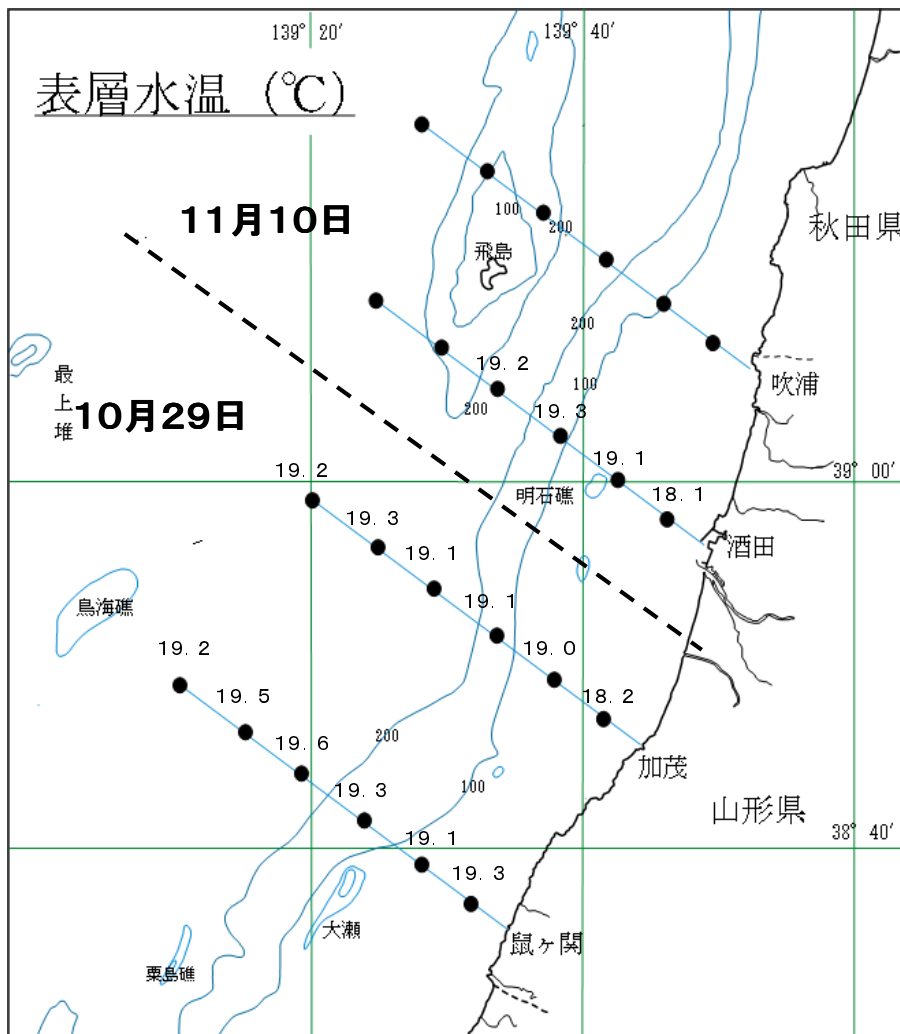 139° 20′
139° 40′
表層水温 (℃)
秋田県
11月10日
100
200
飛島
200
吹浦
最上堆
19. 2
100
10月29日
200
19. 3
19. 1
39° 00′
19. 2
明石礁
18. 1
19. 3
酒田
19. 1
鳥海礁
19. 1
19. 2
19. 0
19. 5
18. 2
200
19. 6
加茂
100
19. 3
山形県
38° 40′
19. 1
19. 3
大瀬
鼠ヶ関
粟島礁